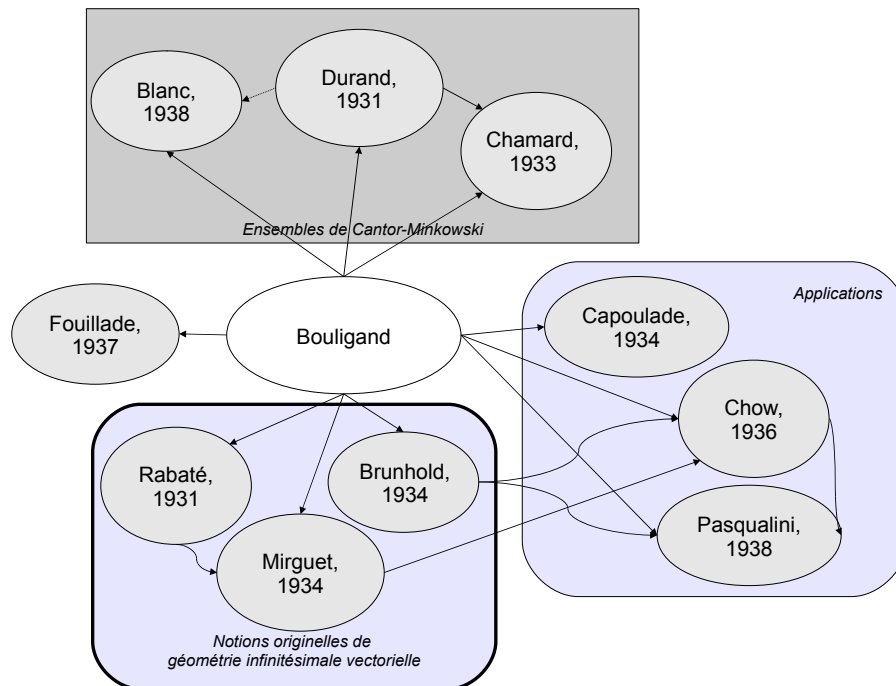 Blanc,
1938
Durand,
1931
Chamard,
1933
Ensembles de Cantor-Minkowski
Fouillade,
1937
Bouligand
Applications
Capoulade,
1934
Chow,
1936
Pasqualini,
1938
Rabaté,
1931
Brunhold,
1934
Mirguet,
1934
Notions originelles de
géométrie infinitésimale vectorielle